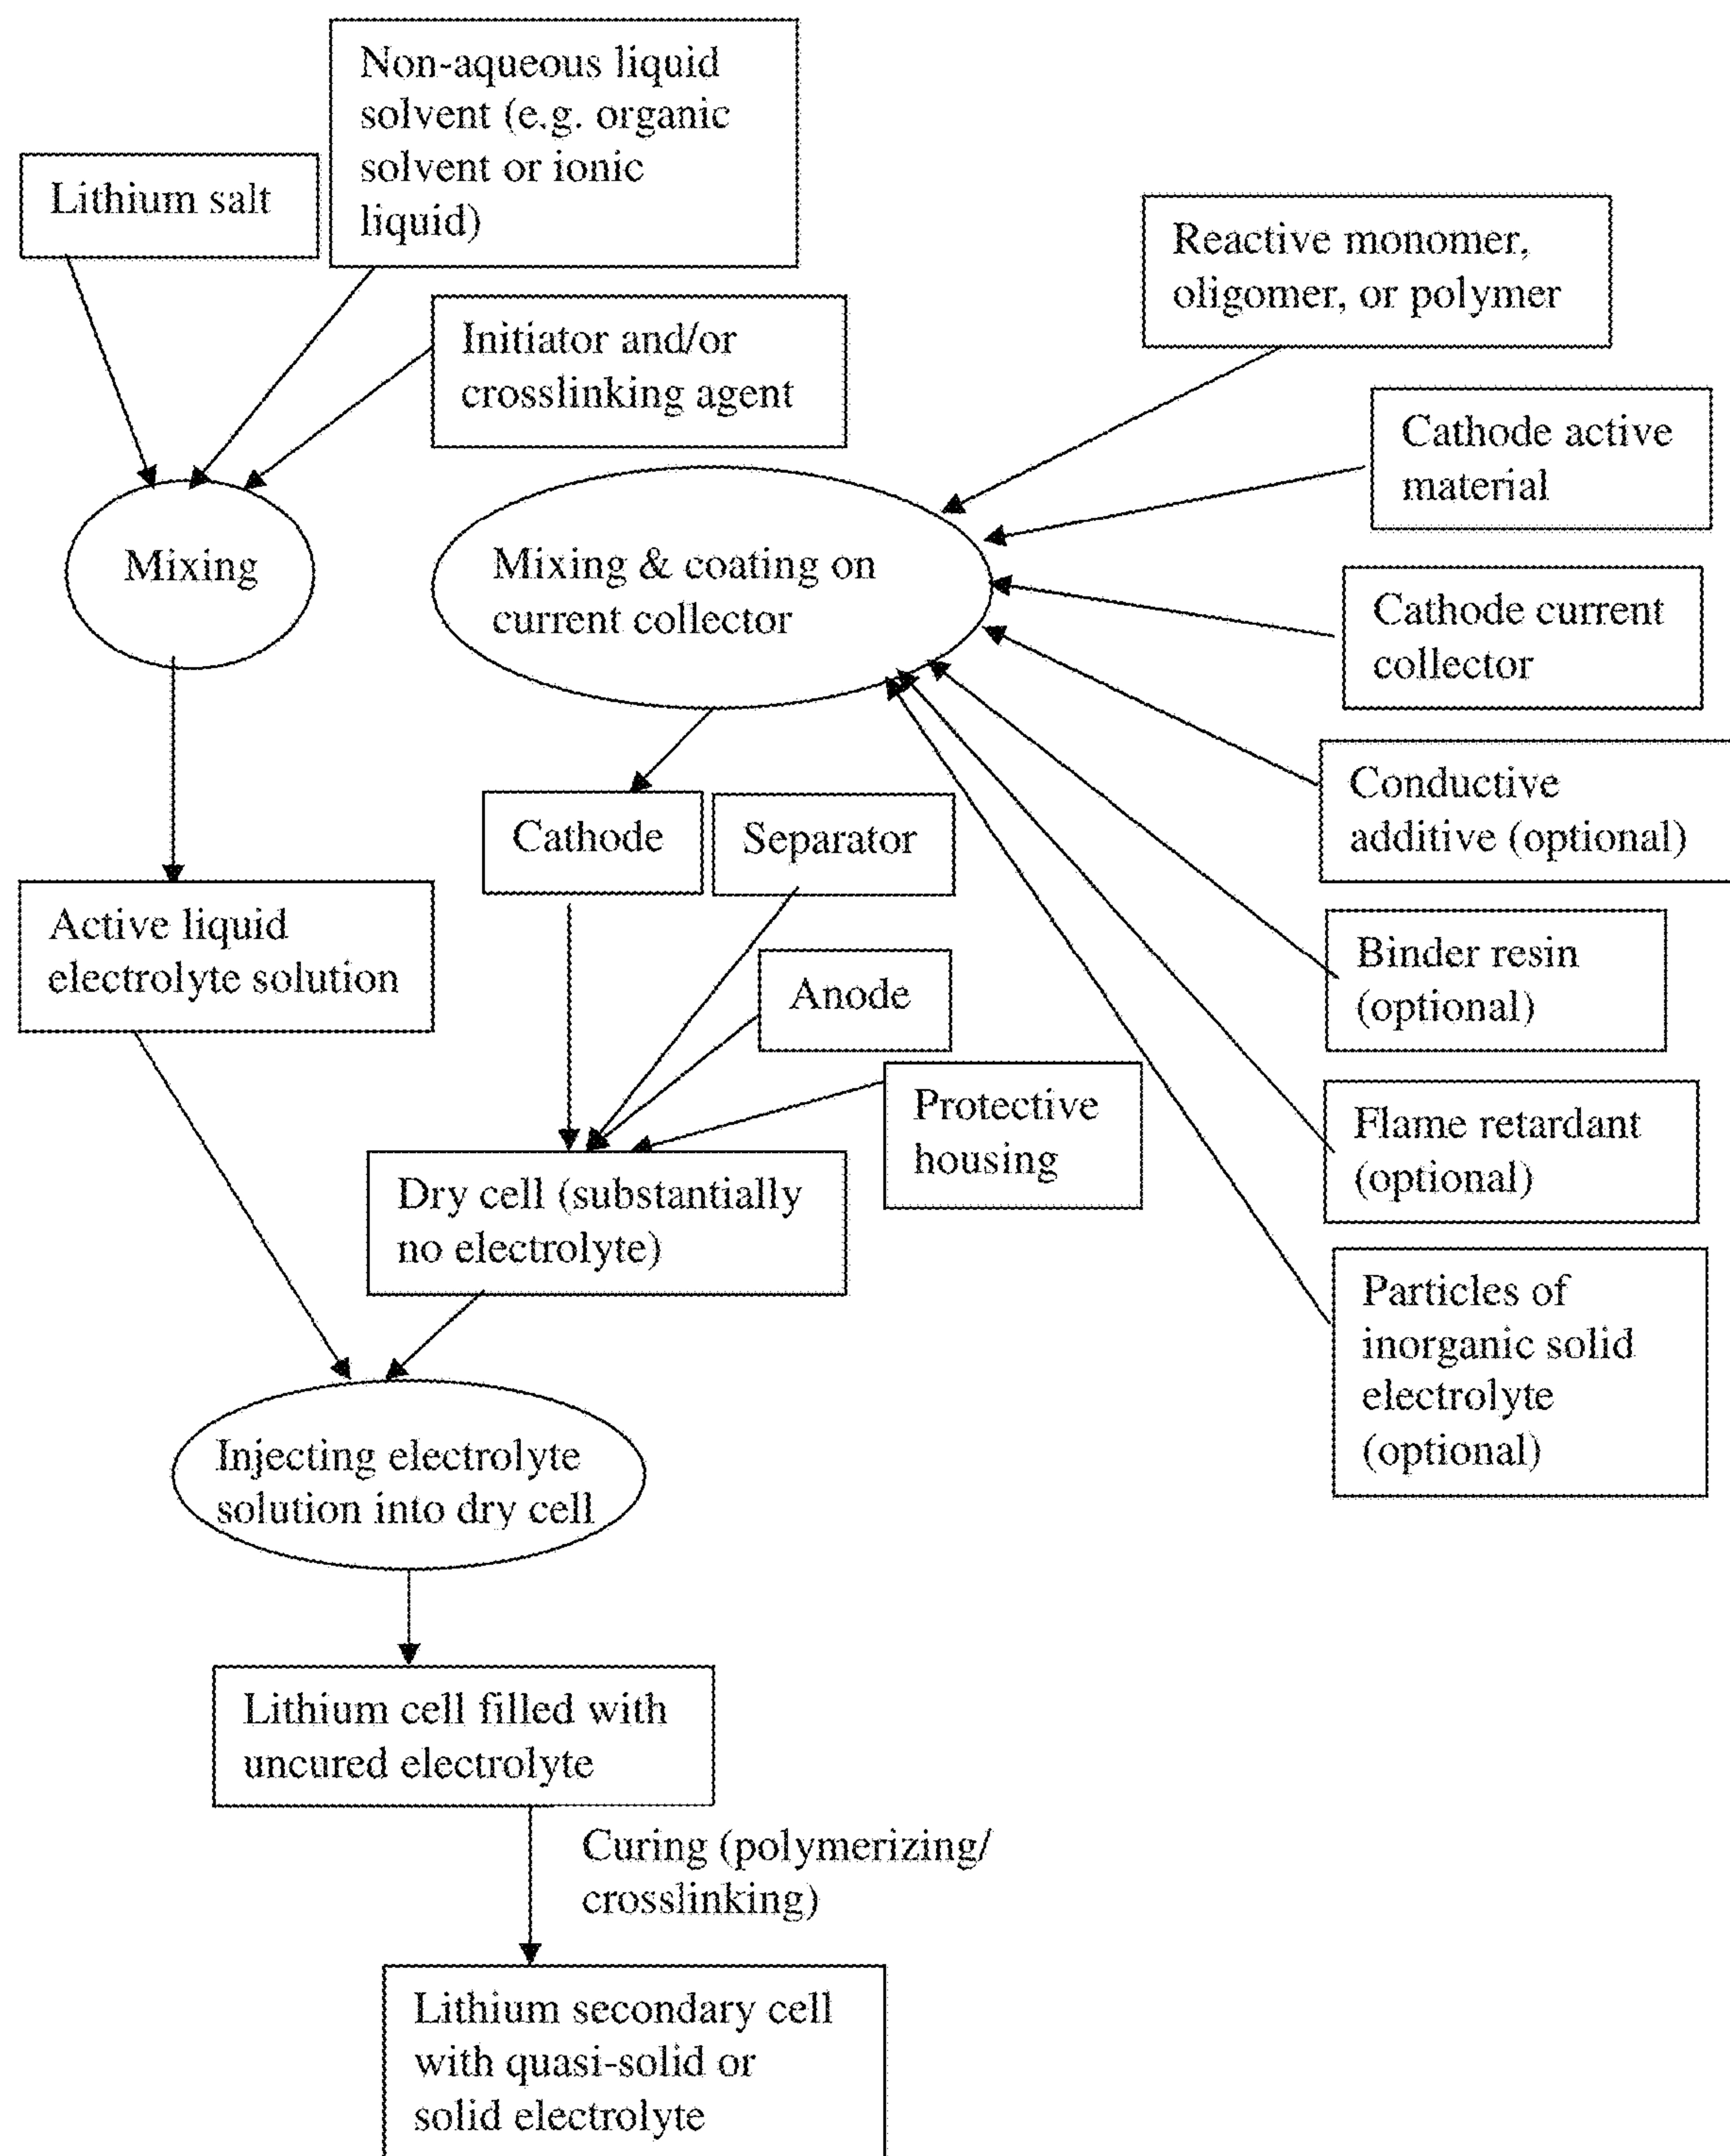 Non-aqueous liquid
solvent (e.g. organic
solvent or ionic
liquid)
Lithium salt
Reactive monomer,
oligomer, or polymer
Initiator and/or
crosslinking agent
Cathode active
material
Mixing
Mixing & coating on
current collector
Cathode current
collector
Conductive
additive (optional)
Cathode
Separator
Active liquid
electrolyte solution
Binder resin
(optional)
Anode
Protective
housing
Flame retardant
(optional)
Dry cell (substantially
no electrolyte)
Particles of
inorganic solid
electrolyte
(optional)
Injecting electrolyte
solution into dry cell
Lithium cell filled with
uncured electrolyte
Curing (polymerizing/
crosslinking)
Lithium secondary cell
with quasi-solid or
solid electrolyte